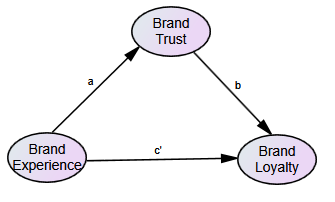 Brand
Trust
a
b
Brand
Experience
c'
Brand
Loyalty